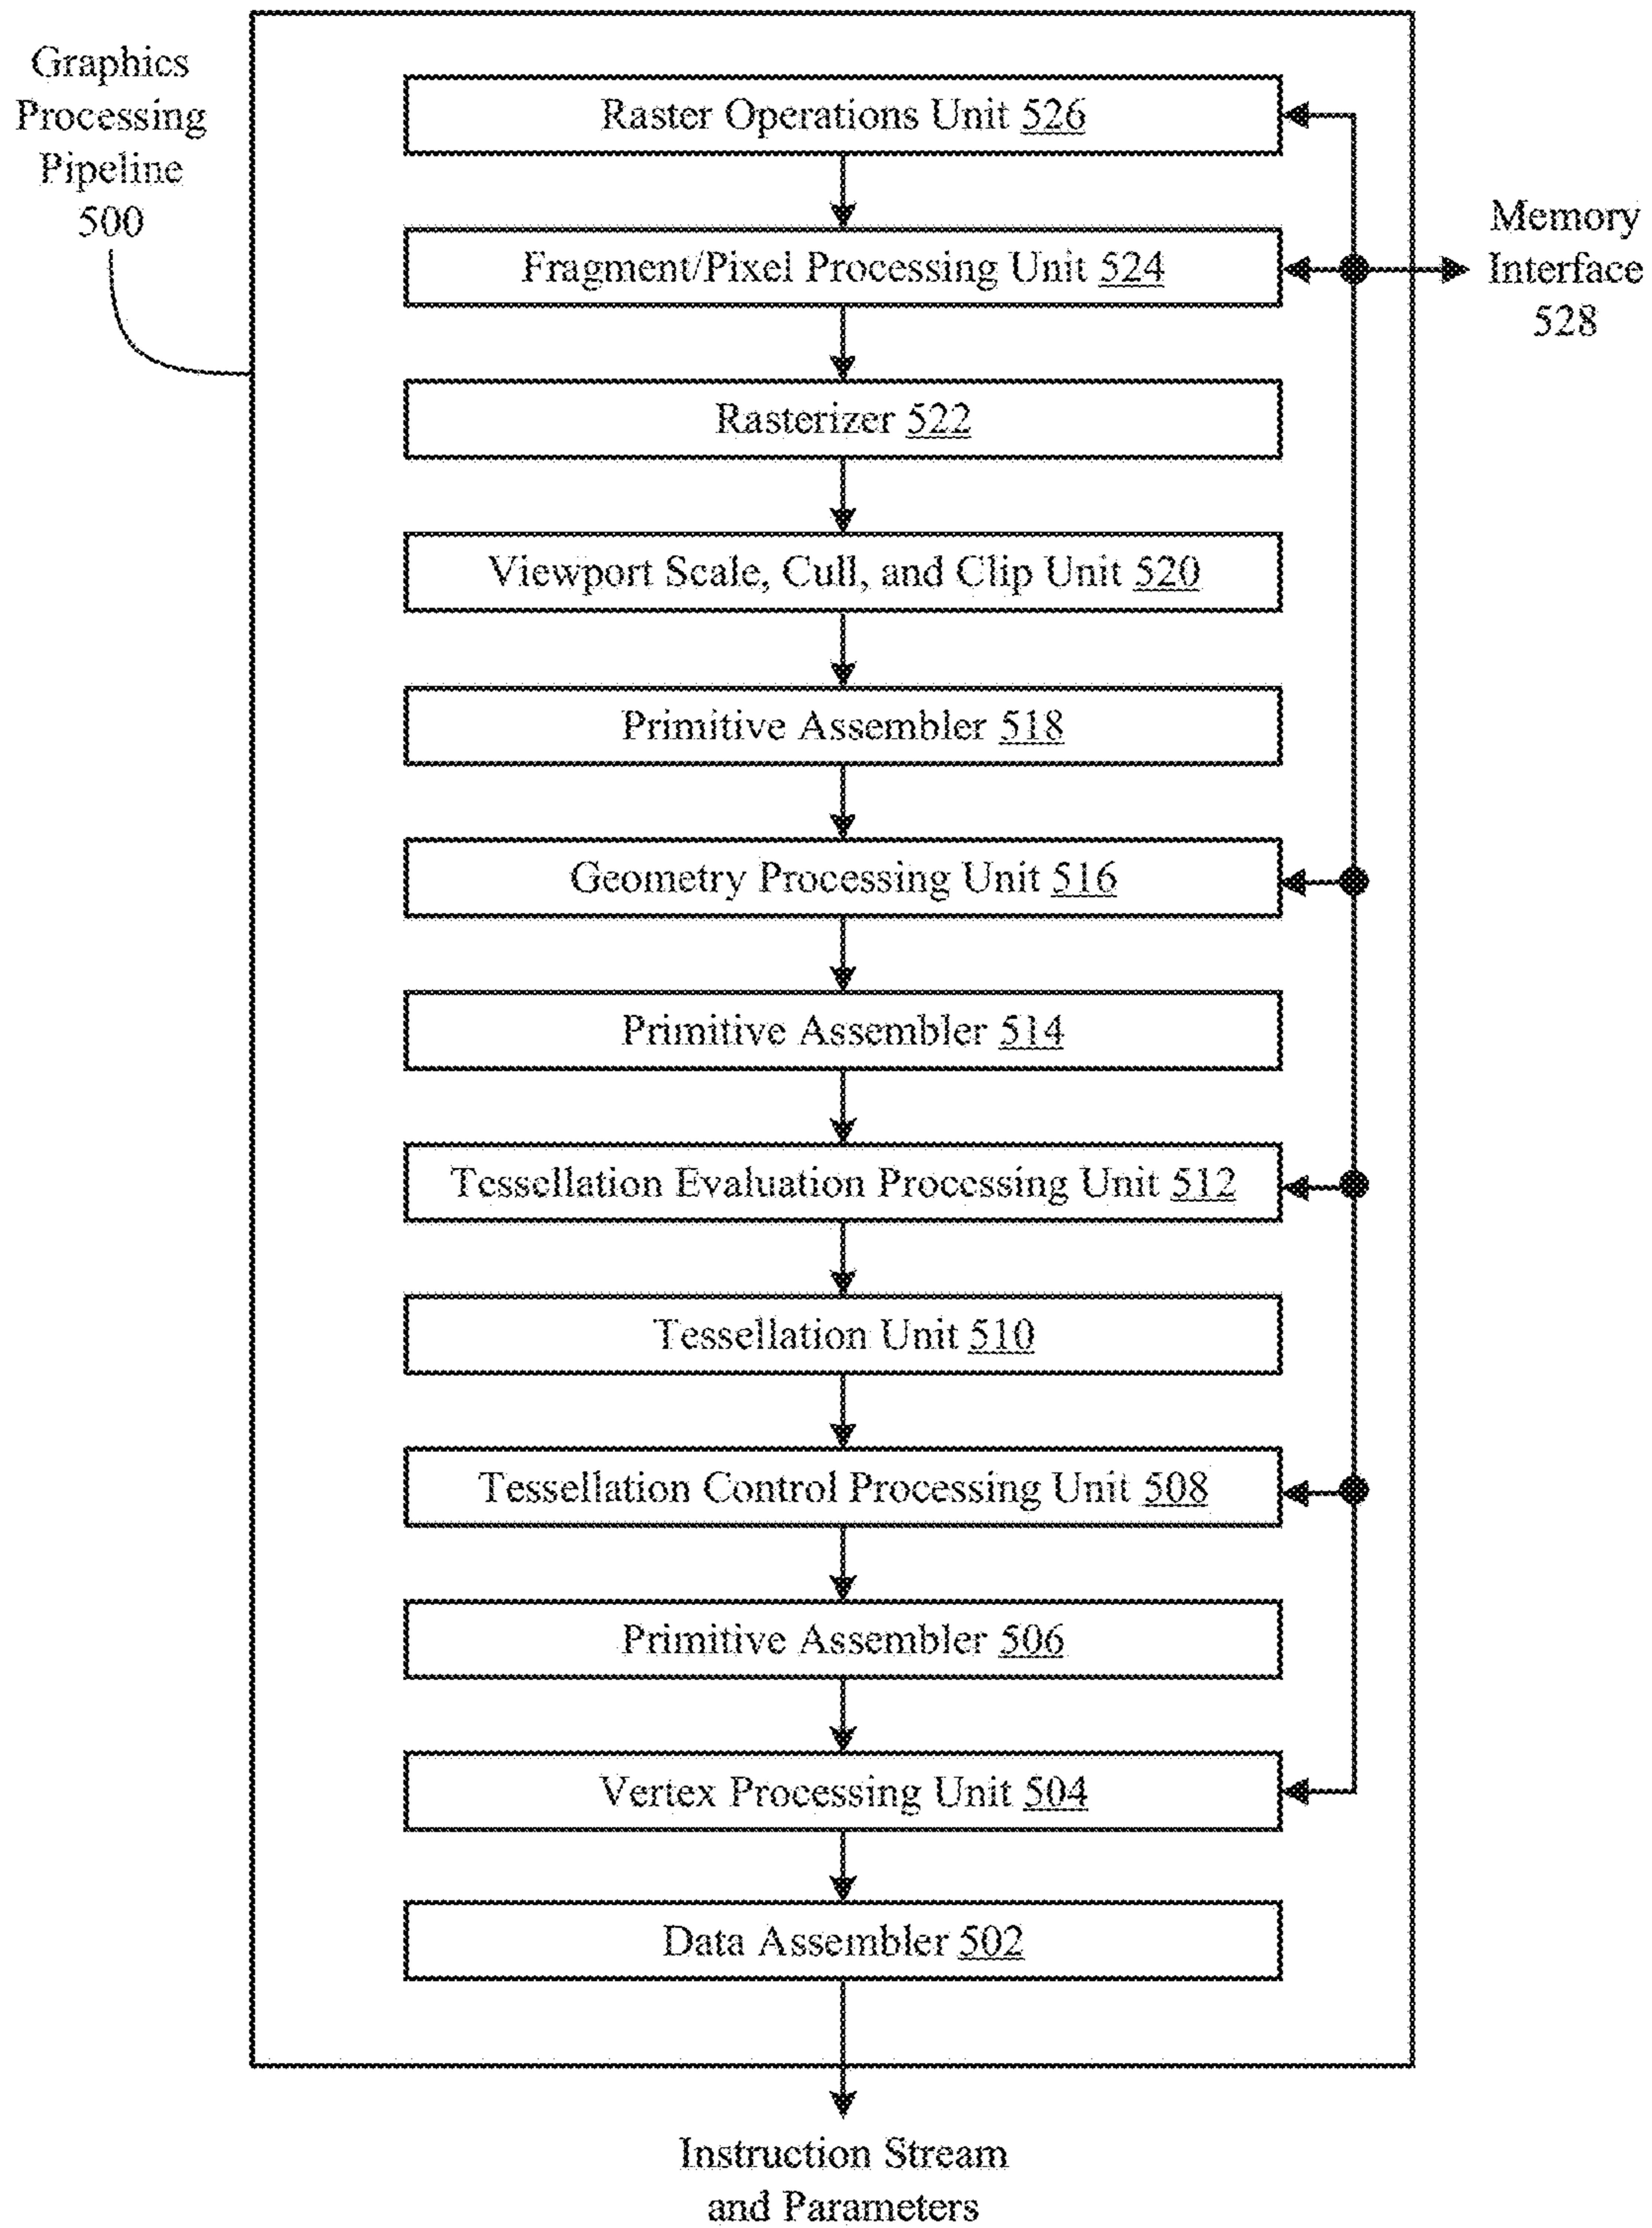 Graphics
Processing
Pipeline
500
Raster Operations Unit 526
Fragment/Pixel Processing Unit 524
Memory
Interface
528
Rasterizer 522
Viewport Scale, Cull, and Clip Unit 520
Primitive Assembler 518
Geometry Processing Unit 516
Primitive Assembler 514
Tessellation Evaluation Processing Unit 512
Tessellation Unit 510
Tessellation Control Processing Unit 508
Primitive Assembler 506
Vertex Processing Unit 504
Data Assembler 502
Instruction Stream
and Parameters